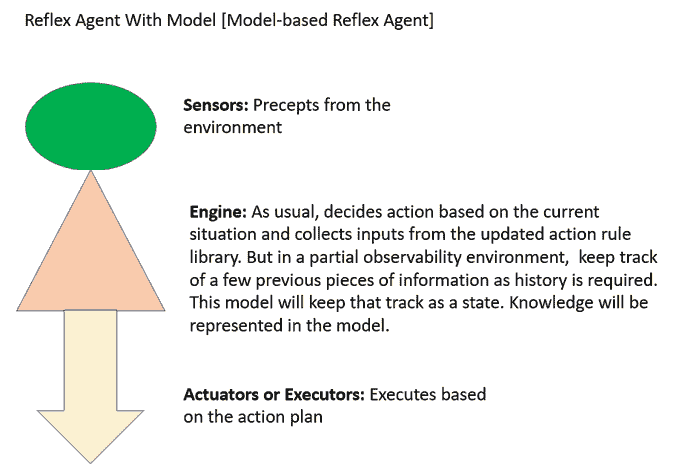 Reflex Agent With Model [Model-based Reflex Agent]
Sensors: Precepts from the
environment
Engine: As usual, decides action based on the current
situation and collects inputs from the updated action rule
library. But in a partial observability environment,  keep track
of a few previous pieces of information as history is required.
This model will keep that track as a state. Knowledge will be
represented in the model.
Actuators or Executors: Executes based
on the action plan